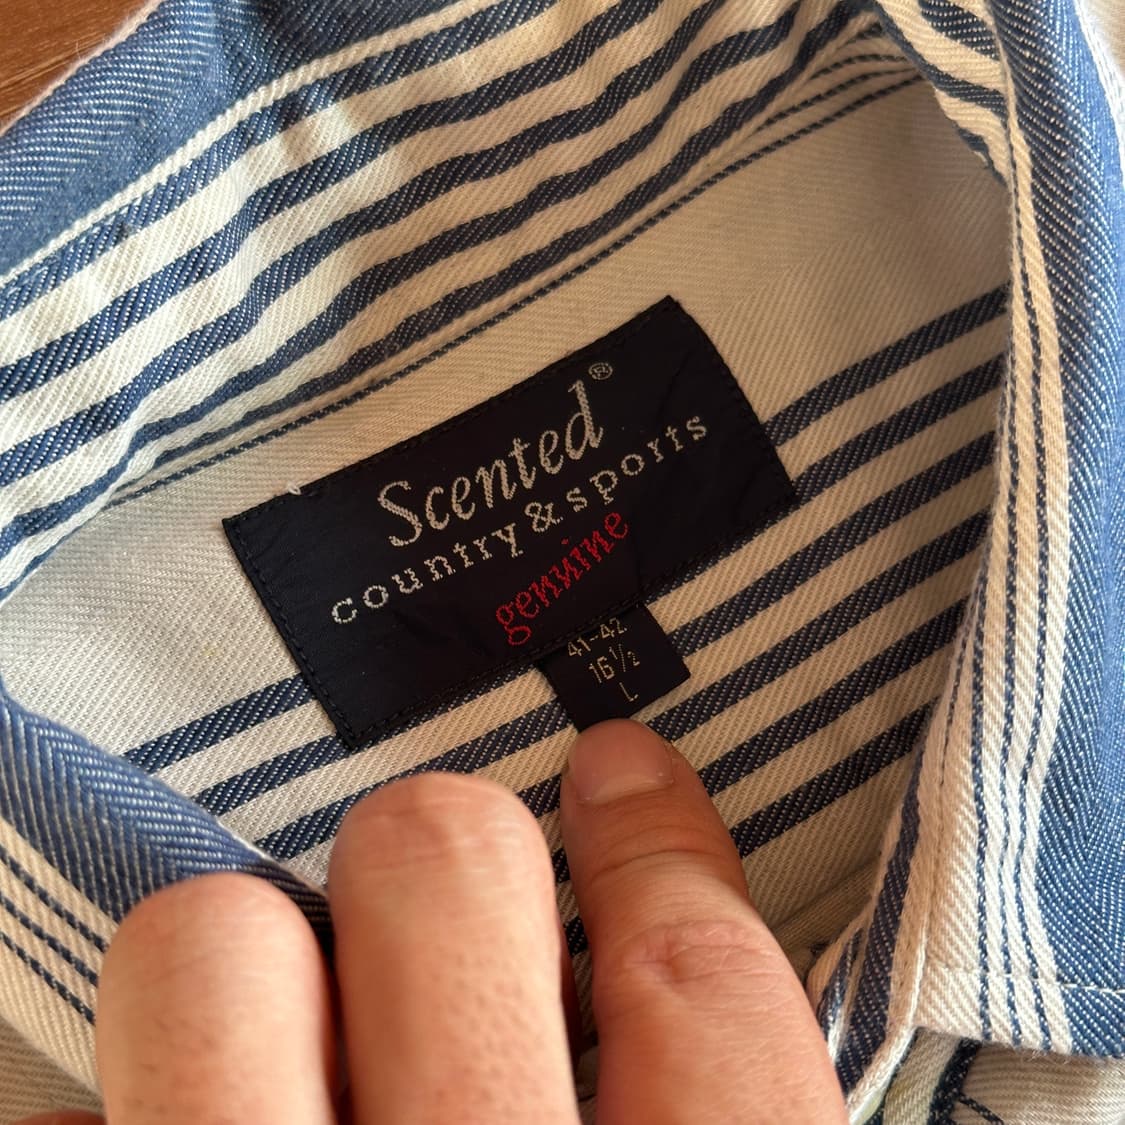 Scented®
country & sports
genuine
41-42
16½
L